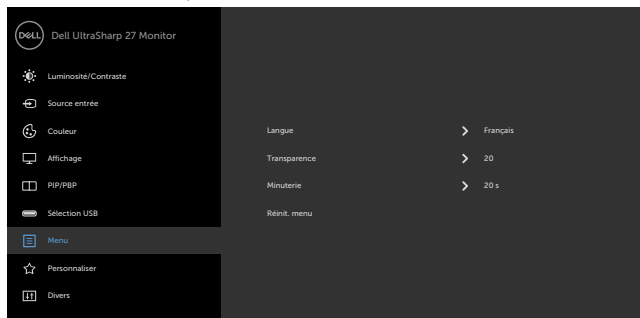 DELL Dell UltraSharp 27 Monitor
Luminosité/Contraste
Source entrée
Couleur
Langue Français
Affichage
Transparence 20
PIP/PBP
Minuterie 20 s
Sélection USB
Réinit. menu
Menu
Personnaliser
Divers